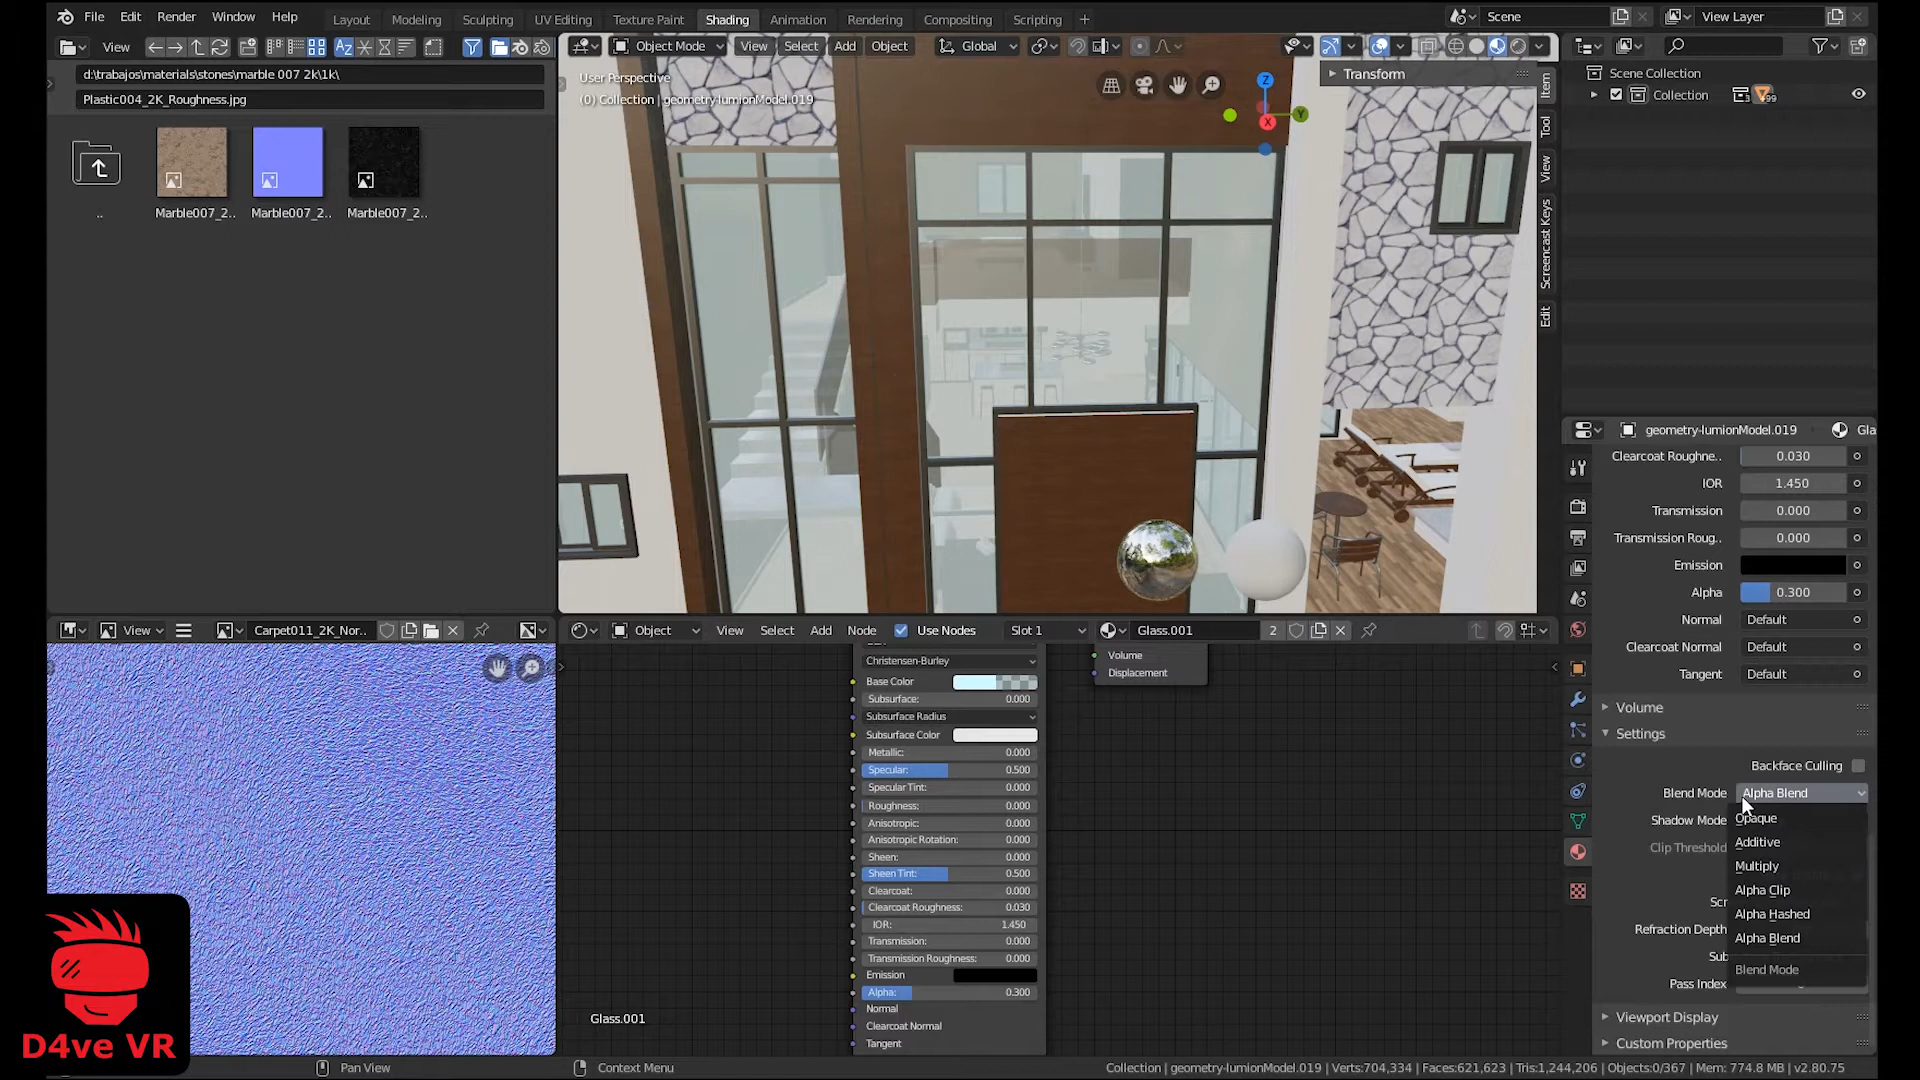 File Edit Render Window Help Layout Modeling Sculpting UV Editing Texture Paint Shading Animation Rendering Compositing Scripting + Scene View Layer
View Object Mode View Select Add Object Global
d:\trabajos\materials\stones\marble 007 2k\1k\
Plastic004_2K_Roughness.jpg
..
Marble007_2.. Marble007_2.. Marble007_2..
User Perspective
(0) Collection | geometry-lumionModel.019
Z
Y
X
Transform
Item
Tool
View
Screencast Keys
Edit
Scene Collection
Collection 3 99
geometry-lumionModel.019 Gla
Clearcoat Roughne.. 0.030
IOR 1.450
Transmission 0.000
Transmission Roug.. 0.000
Emission
Alpha 0.300
Normal Default
Clearcoat Normal Default
Tangent Default
Volume
Settings
Backface Culling
Blend Mode Alpha Blend
Shadow Mode
Clip Threshold
Scr
Refraction Depth
Sub
Pass Index
Opaque
Additive
Multiply
Alpha Clip
Alpha Hashed
Alpha Blend
Blend Mode
Viewport Display
Custom Properties
View Carpet011_2K_Nor..
Object View Select Add Node Use Nodes Slot 1 Glass.001 2
Christensen-Burley
Base Color
Subsurface: 0.000
Subsurface Radius
Subsurface Color
Metallic: 0.000
Specular: 0.500
Specular Tint: 0.000
Roughness: 0.000
Anisotropic: 0.000
Anisotropic Rotation: 0.000
Sheen: 0.000
Sheen Tint: 0.500
Clearcoat: 0.000
Clearcoat Roughness: 0.030
IOR: 1.450
Transmission: 0.000
Transmission Roughness: 0.000
Emission
Alpha: 0.300
Normal
Clearcoat Normal
Tangent
Volume
Displacement
Glass.001
D4ve VR
Pan View Context Menu Collection | geometry-lumionModel.019 | Verts:704,334 | Faces:621,623 | Tris:1,244,206 | Objects:0/367 | Mem: 774.8 MB | v2.80.75